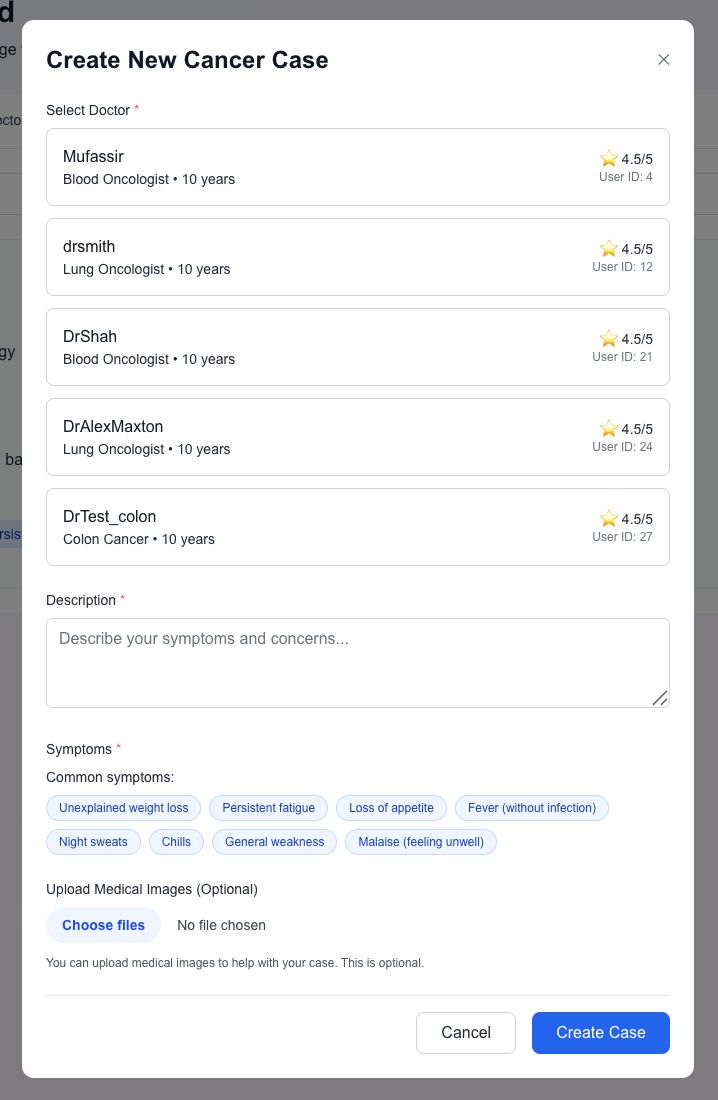 d
ge
Create New Cancer Case
Select Doctor *
octo
Mufassir
4.5/5
Blood Oncologist • 10 years
User ID: 4
drsmith
4.5/5
Lung Oncologist • 10 years
User ID: 12
DrShah
4.5/5
gy
Blood Oncologist • 10 years
User ID: 21
DrAlexMaxton
4.5/5
Lung Oncologist • 10 years
User ID: 24
ba
DrTest_colon
4.5/5
rsis
Colon Cancer • 10 years
User ID: 27
Description *
Describe your symptoms and concerns...
Symptoms *
Common symptoms:
Unexplained weight loss Persistent fatigue Loss of appetite Fever (without infection)
Night sweats Chills General weakness Malaise (feeling unwell)
Upload Medical Images (Optional)
Choose files No file chosen
You can upload medical images to help with your case. This is optional.
Cancel Create Case